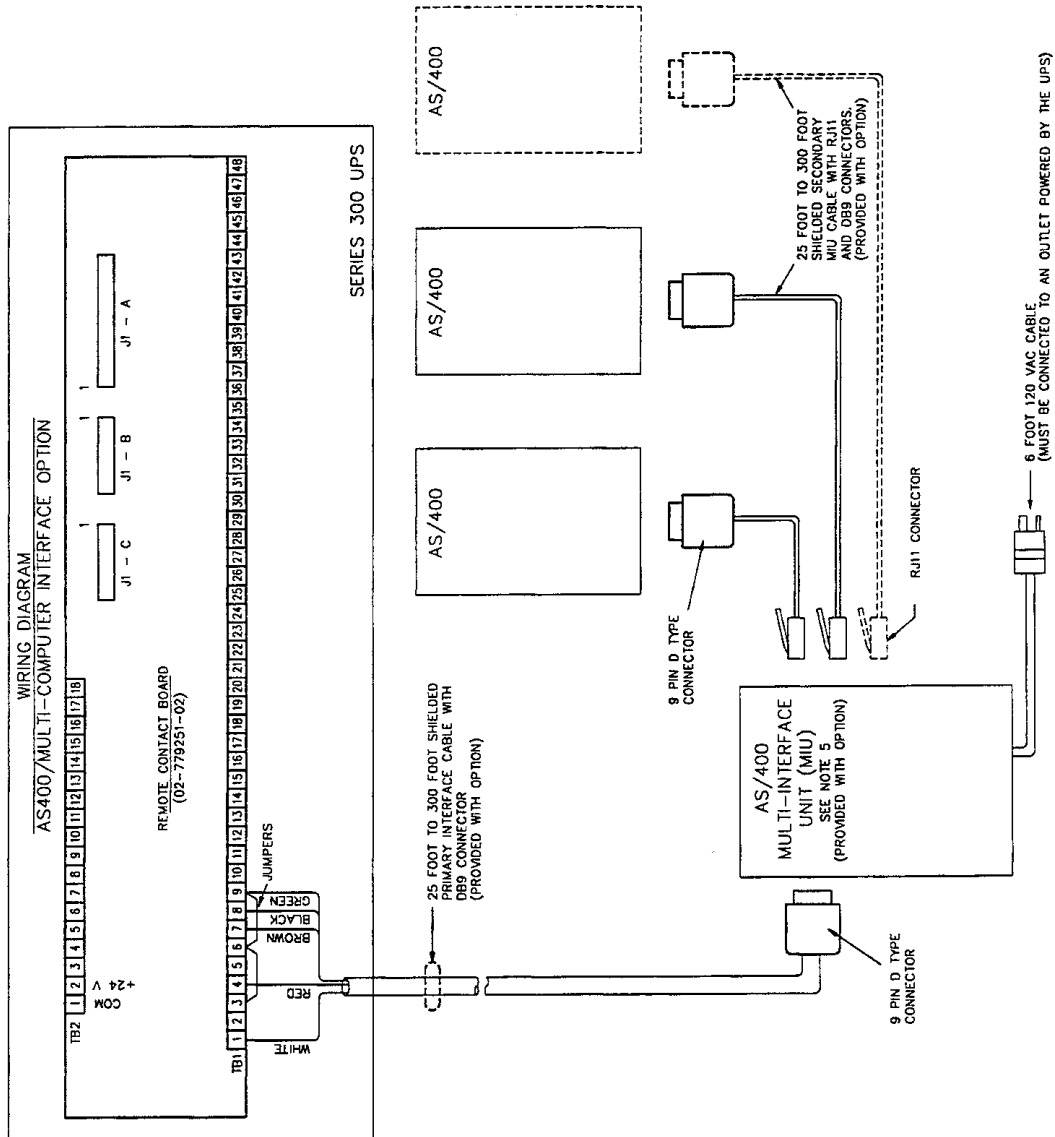 WIRING DIAGRAM
AS400/MULTI-COMPUTER INTERFACE OPTION
TB2
1 2 3 4 5 6 7 8 9 10 11 12 13 14 15 16 17 18
COM
+24 V
J1 - C
1
J1 - B
1
J1 - A
1
REMOTE CONTACT BOARD
(02-779251-02)
TB1
1 2 3 4 5 6 7 8 9 10 11 12 13 14 15 16 17 18 19 20 21 22 23 24 25 26 27 28 29 30 31 32 33 34 35 36 37 38 39 40 41 42 43 44 45 46 47 48
WHITE
RED
BROWN
BLACK
GREEN
JUMPERS
SERIES 300 UPS
25 FOOT TO 300 FOOT SHIELDED
PRIMARY INTERFACE CABLE WITH
DB9 CONNECTOR
(PROVIDED WITH OPTION)
AS/400
AS/400
AS/400
9 PIN D TYPE
CONNECTOR
25 FOOT TO 300 FOOT
SHIELDED SECONDARY
MIU CABLE WITH RJ11
AND DB9 CONNECTORS.
(PROVIDED WITH OPTION)
RJ11 CONNECTOR
AS/400
MULTI-INTERFACE
UNIT (MIU)
SEE NOTE 5
(PROVIDED WITH OPTION)
9 PIN D TYPE
CONNECTOR
6 FOOT 120 VAC CABLE
(MUST BE CONNECTED TO AN OUTLET POWERED BY THE UPS)